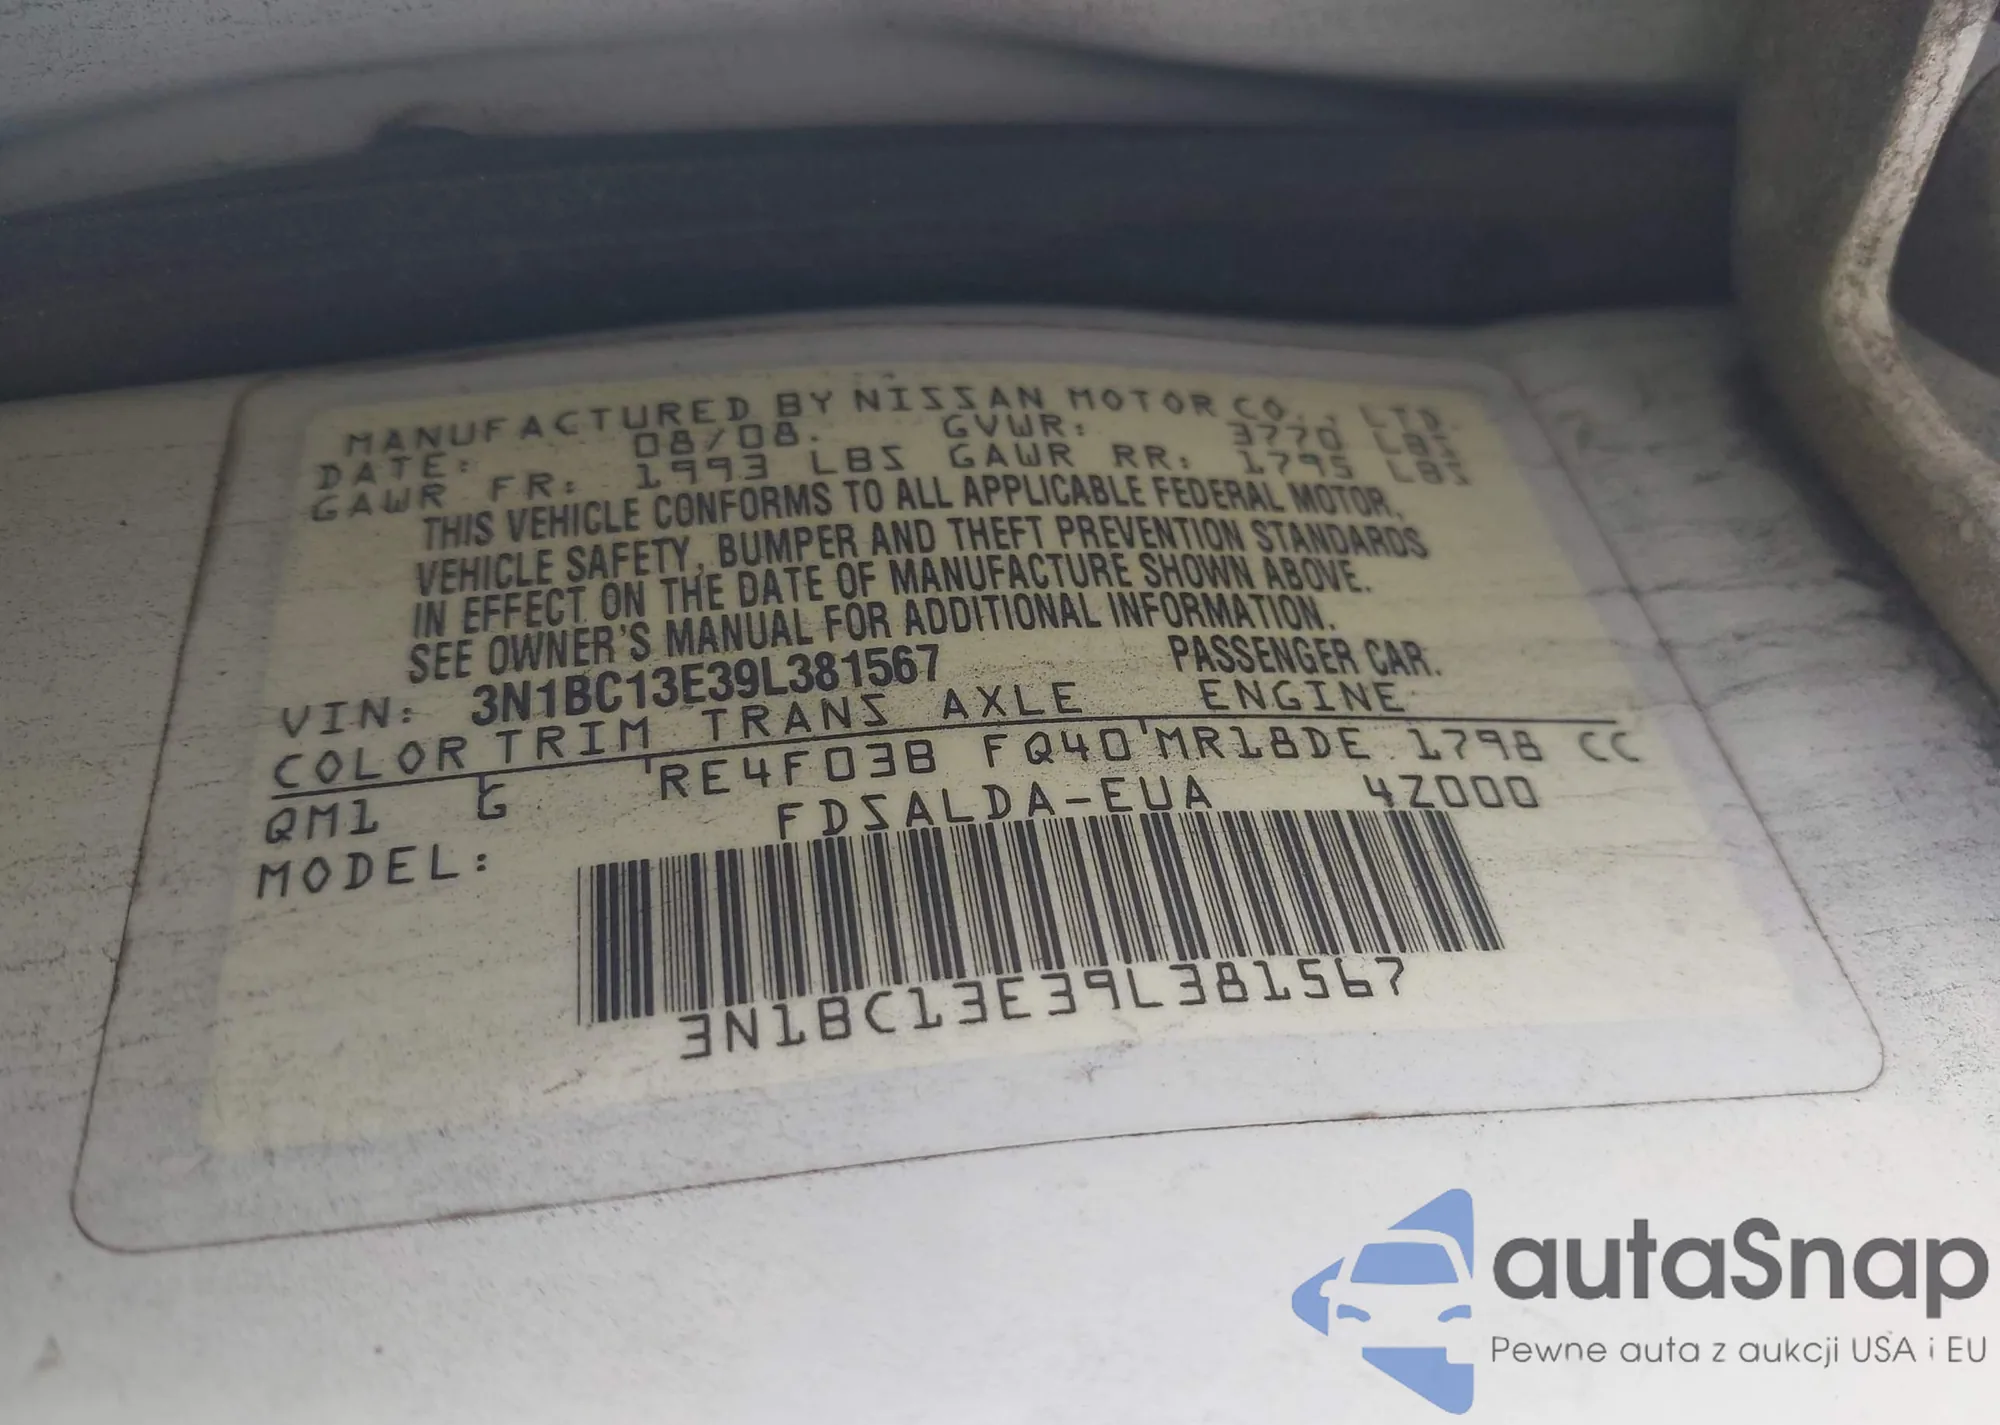 MANUFACTURED BY NISSAN MOTOR CO., LTD.
DATE: 08/08. GVWR: 3770 LBS
GAWR FR: 1993 LBS GAWR RR: 1795 LBS
THIS VEHICLE CONFORMS TO ALL APPLICABLE FEDERAL MOTOR,
VEHICLE SAFETY, BUMPER AND THEFT PREVENTION STANDARDS
IN EFFECT ON THE DATE OF MANUFACTURE SHOWN ABOVE.
SEE OWNER'S MANUAL FOR ADDITIONAL INFORMATION.
VIN: 3N1BC13E39L381567 PASSENGER CAR.
COLOR TRIM TRANS AXLE ENGINE
QM1 G RE4F03B FQ40 MR18DE 1798 CC
MODEL: FDSALDA-EUA 4Z000
3N1BC13E39L381567
autaSnap
Pewne auta z aukcji USA i EU